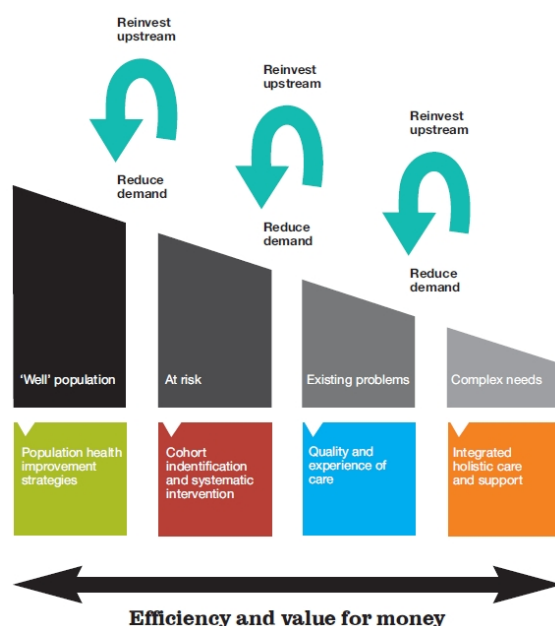 Reinvest
upstream
Reduce
demand
Reinvest
upstream
Reduce
demand
Reinvest
upstream
Reduce
demand
'Well' population
At risk
Existing problems
Complex needs
Population health
improvement
strategies
Cohort
indentification
and systematic
intervention
Quality and
experience of
care
Integrated
holistic care
and support
Efficiency and value for money